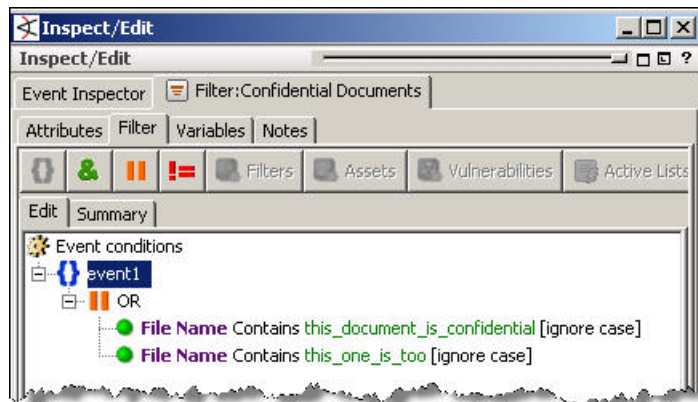 Inspect/Edit
Inspect/Edit ?
Event Inspector Filter:Confidential Documents
Attributes Filter Variables Notes
{} & != Filters Assets Vulnerabilities Active Lists
Edit Summary
Event conditions
{} event1
OR
File Name Contains this_document_is_confidential [ignore case]
File Name Contains this_one_is_too [ignore case]